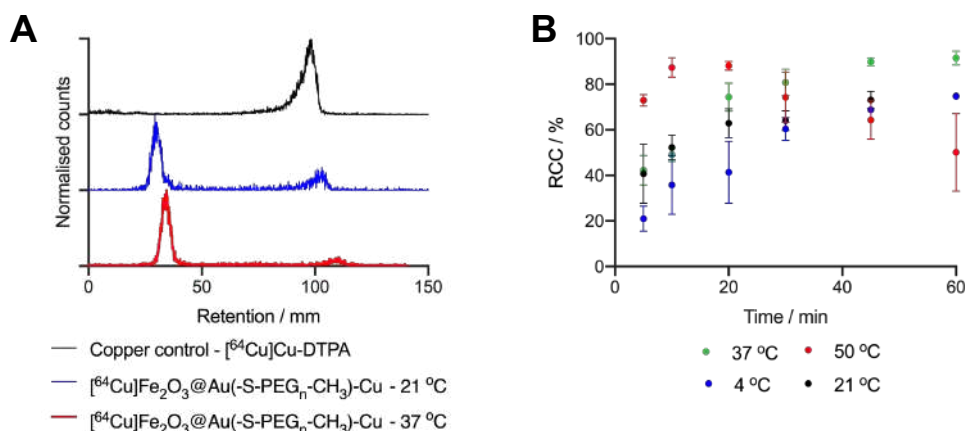 A
Normalised counts
0 50 100 150
Retention / mm
Copper control - [⁶⁴Cu]Cu-DTPA
[⁶⁴Cu]Fe₂O₃@Au(-S-PEGₙ-CH₃)-Cu - 21 ºC
[⁶⁴Cu]Fe₂O₃@Au(-S-PEGₙ-CH₃)-Cu - 37 ºC
B
RCC / %
100
80
60
40
20
0
0 20 40 60
Time / min
37 ºC 50 ºC
4 ºC 21 ºC